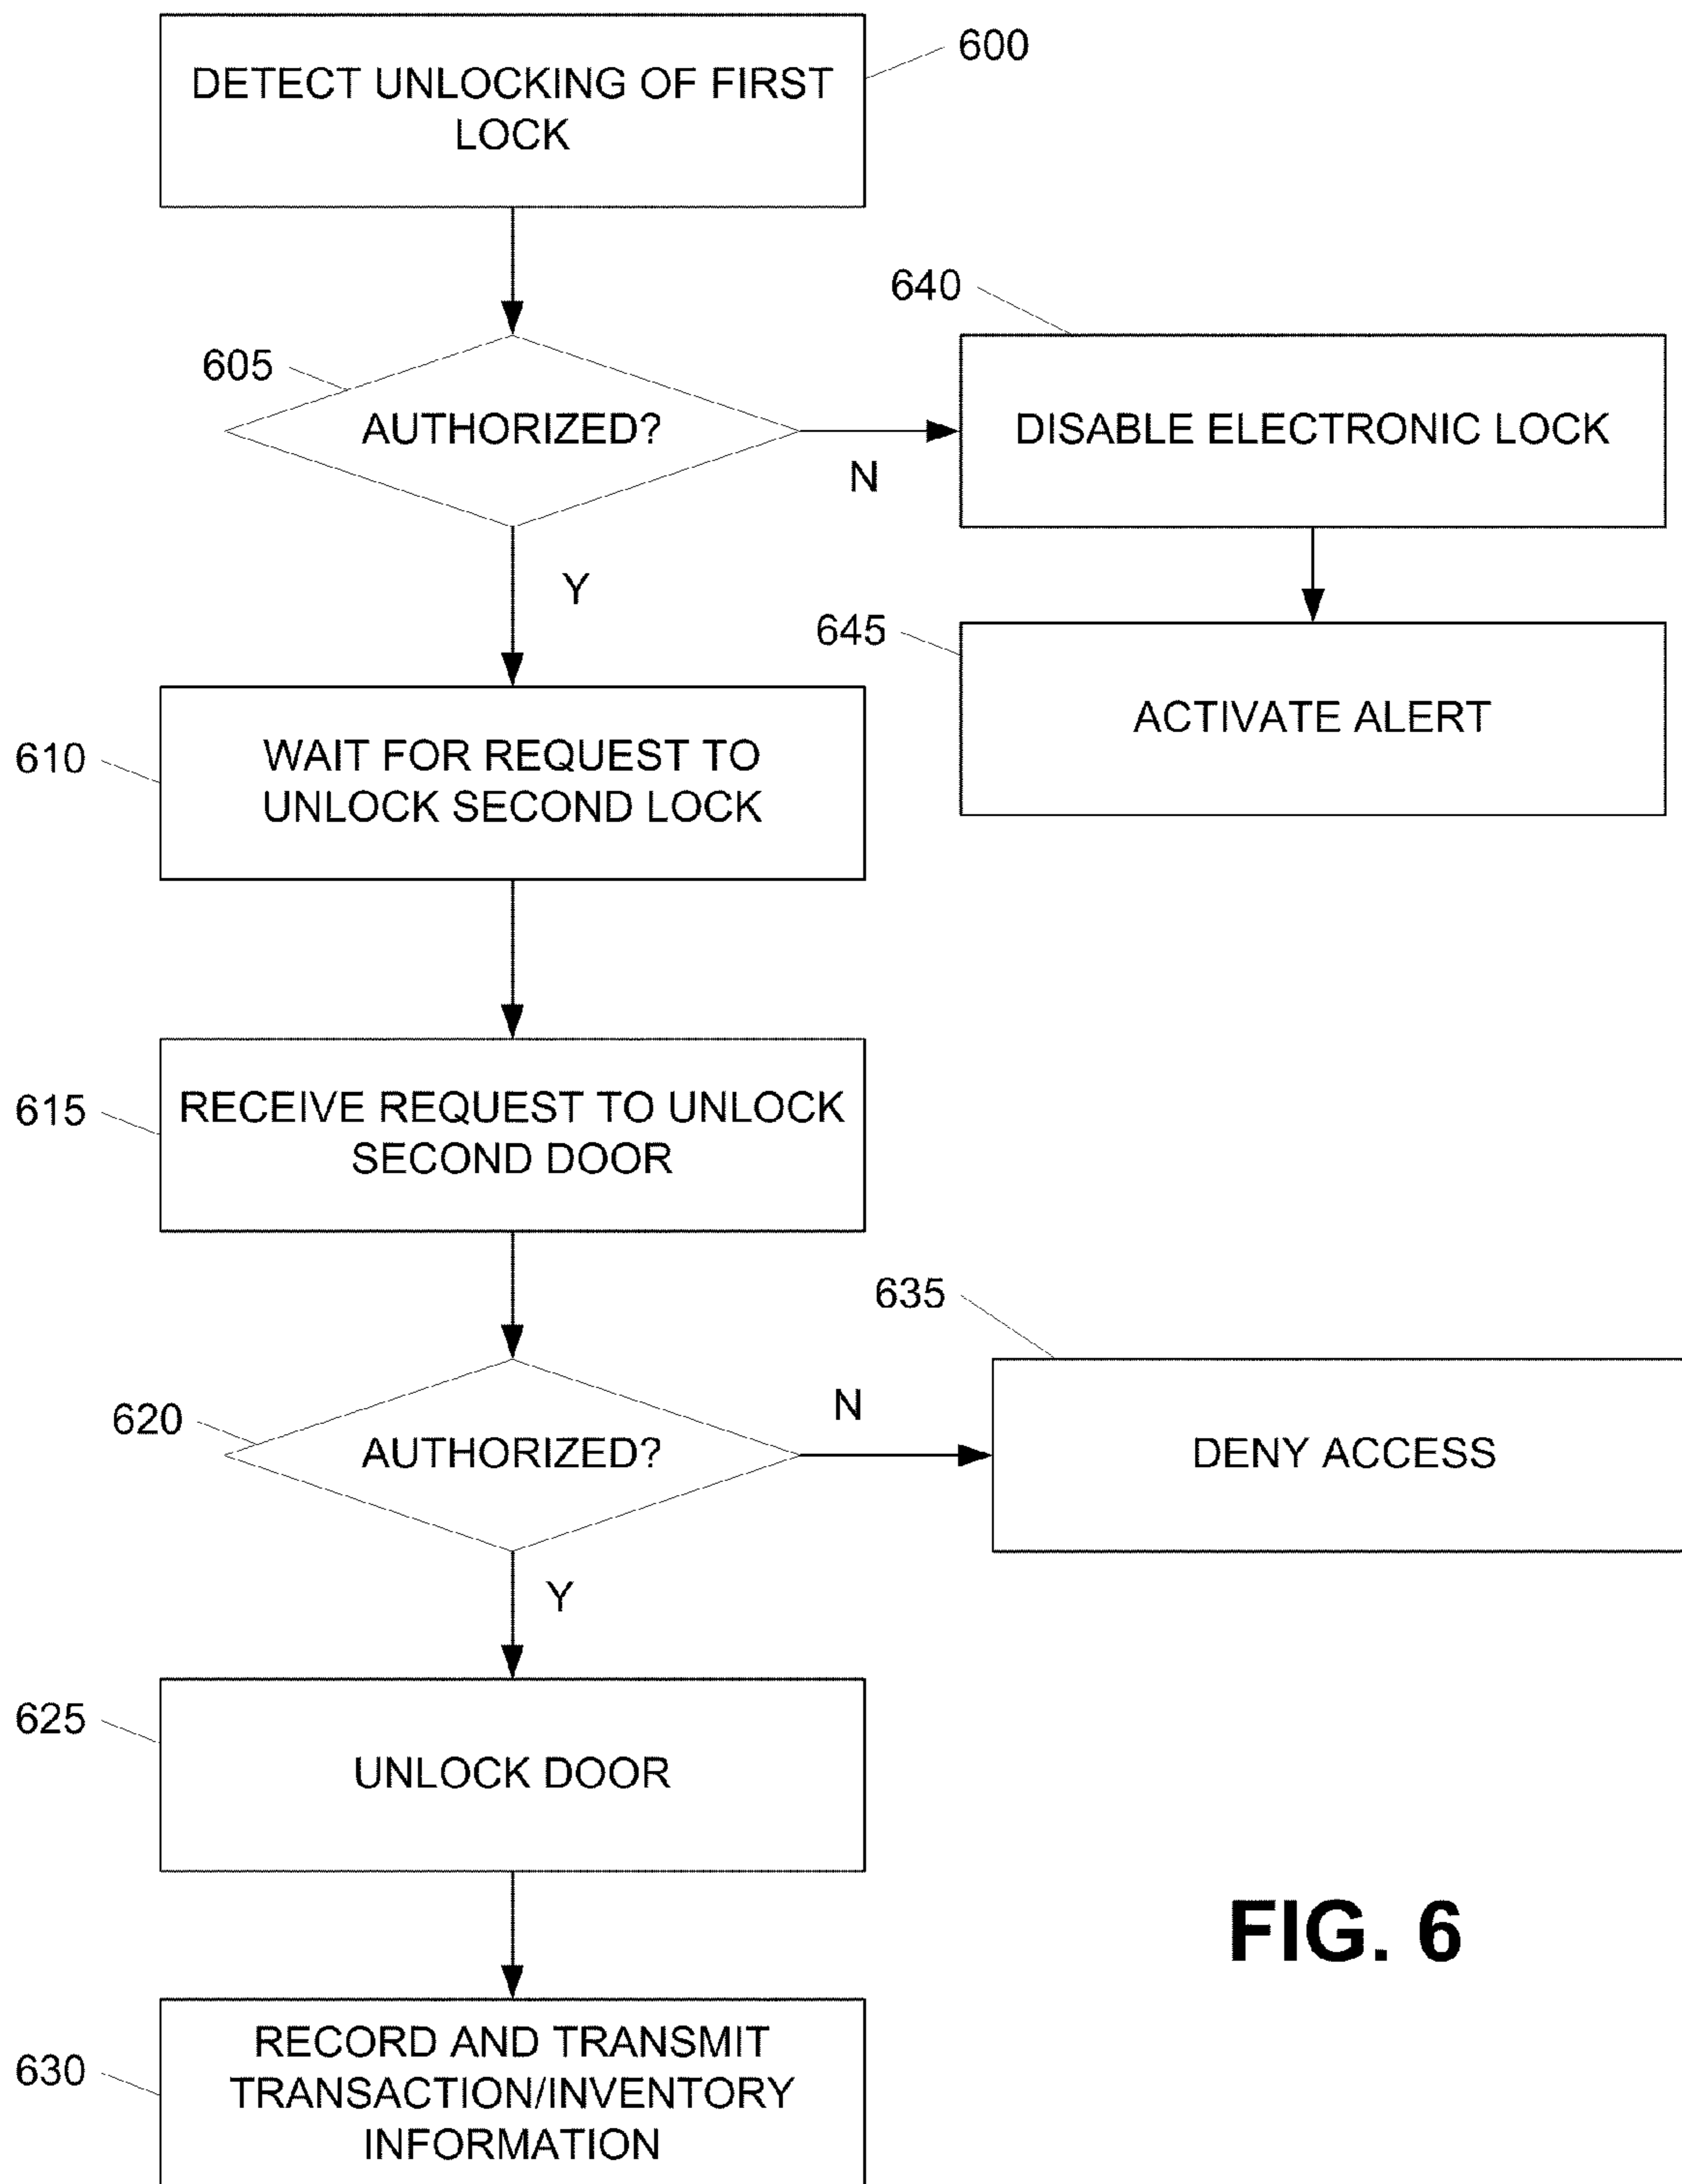 DETECT UNLOCKING OF FIRST
LOCK
600
640
605
AUTHORIZED?
N
DISABLE ELECTRONIC LOCK
Y
645
ACTIVATE ALERT
610
WAIT FOR REQUEST TO
UNLOCK SECOND LOCK
615
RECEIVE REQUEST TO UNLOCK
SECOND DOOR
635
620
AUTHORIZED?
N
DENY ACCESS
Y
625
UNLOCK DOOR
FIG. 6
630
RECORD AND TRANSMIT
TRANSACTION/INVENTORY
INFORMATION